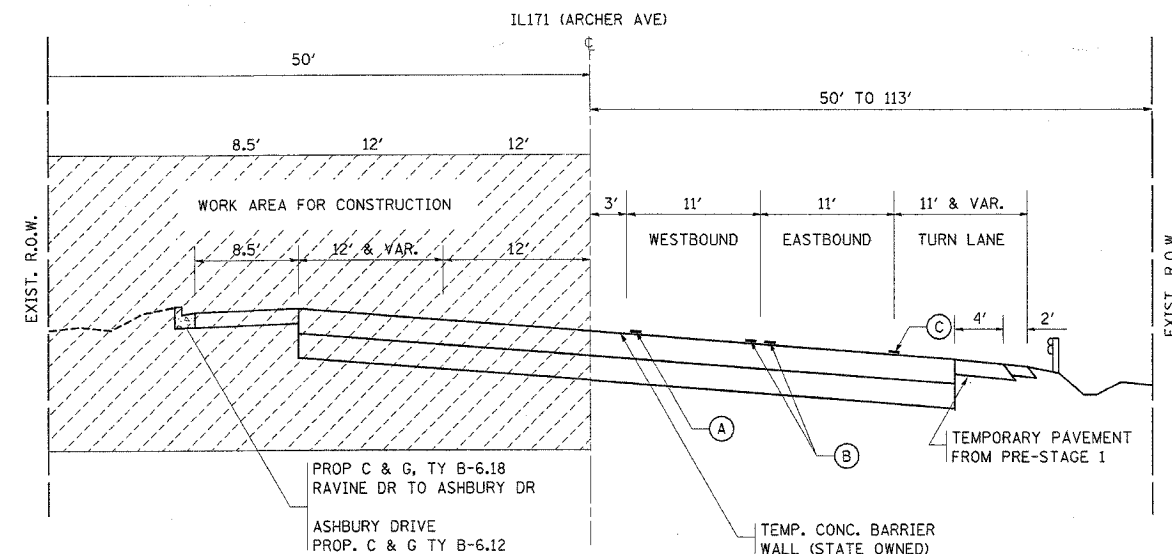 IL171 (ARCHER AVE)
℄
50'
50' TO 113'
8.5' 12' 12'
WORK AREA FOR CONSTRUCTION
3' 11' 11' 11' & VAR.
WESTBOUND EASTBOUND TURN LANE
8.5' 12' & VAR. 12'
EXIST. R.O.W.
EXIST. R.O.W.
C 4' 2'
A
B
TEMPORARY PAVEMENT
FROM PRE-STAGE 1
PROP C & G, TY B-6.18
RAVINE DR TO ASHBURY DR
ASHBURY DRIVE
PROP. C & G TY B-6.12
TEMP. CONC. BARRIER
WALL (STATE OWNED)